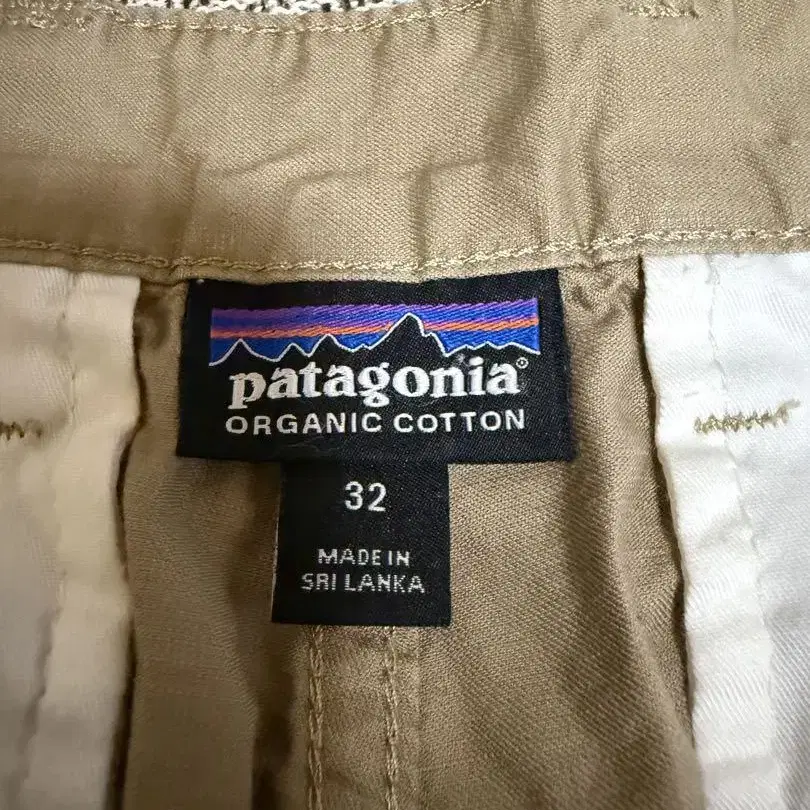 patagonia®
ORGANIC COTTON
32
MADE IN
SRI LANKA